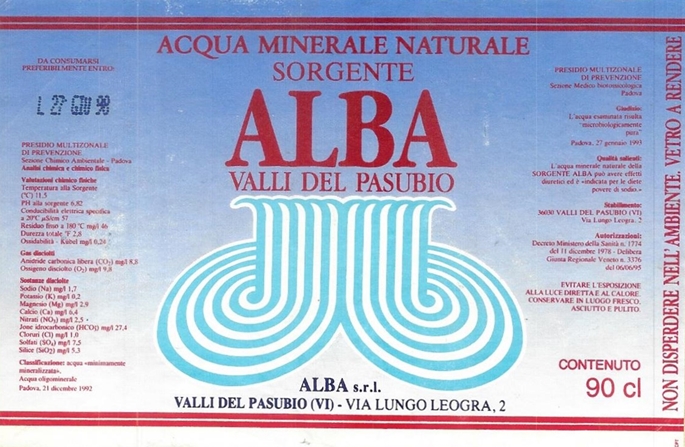 DA CONSUMARSI
PREFERIBILMENTE ENTRO:
L 27 GIU 98
PRESIDIO MULTIZONALE
DI PREVENZIONE
Sezione Chimico Ambientale - Padova
Analisi chimica e chimico fisica
Valutazioni chimico fisiche
Temperatura alla Sorgente
(°C) 11,5
PH alla sorgente 6,82
Conducibilità elettrica specifica
a 20°C µS/cm 57
Residuo fisso a 180 °C mg/l 46
Durezza totale °F 2,8
Ossidabilità - Kubel mg/l 0,24
Gas disciolti
Anidride carbonica libera (CO2) mg/l 8,8
Ossigeno disciolto (O2) mg/l 9,8
Sostanze disciolte
Sodio (Na) mg/l 1,7
Potassio (K) mg/l 0,2
Magnesio (Mg) mg/l 2,9
Calcio (Ca) mg/l 6,4
Nitrati (NO3) mg/l 2,5
Jone idrocarbonico (HCO3) mg/l 27,4
Cloruri (Cl) mg/l 1,0
Solfati (SO4) mg/l 7,5
Silice (SiO2) mg/l 5,3
Classificazione: acqua «minimamente
mineralizzata».
Acqua oligominerale
Padova, 21 dicembre 1992
ACQUA MINERALE NATURALE
SORGENTE
ALBA
VALLI DEL PASUBIO
ALBA s.r.l.
VALLI DEL PASUBIO (VI) - VIA LUNGO LEOGRA, 2
PRESIDIO MULTIZONALE
DI PREVENZIONE
Sezione Medico biotossicologica
Padova
Giudizio:
L'acqua esaminata risulta
"microbiologicamente
pura"
Padova, 27 gennaio 1993
Qualità salienti:
L'acqua minerale naturale della
SORGENTE ALBA può avere effetti
diuretici ed è «indicata per le diete
povere di sodio.»
Stabilimento:
36030 VALLI DEL PASUBIO (VI)
Via Lungo Leogra, 2
Autorizzazioni:
Decreto Ministero della Sanità n. 1774
del 11 dicembre 1978 - Delibera
Giunta Regionale Veneto n. 3376
del 06/06/95
EVITARE L'ESPOSIZIONE
ALLA LUCE DIRETTA E AL CALORE.
CONSERVARE IN LUOGO FRESCO,
ASCIUTTO E PULITO.
CONTENUTO
90 cl
NON DISPERDERE NELL'AMBIENTE. VETRO A RENDERE